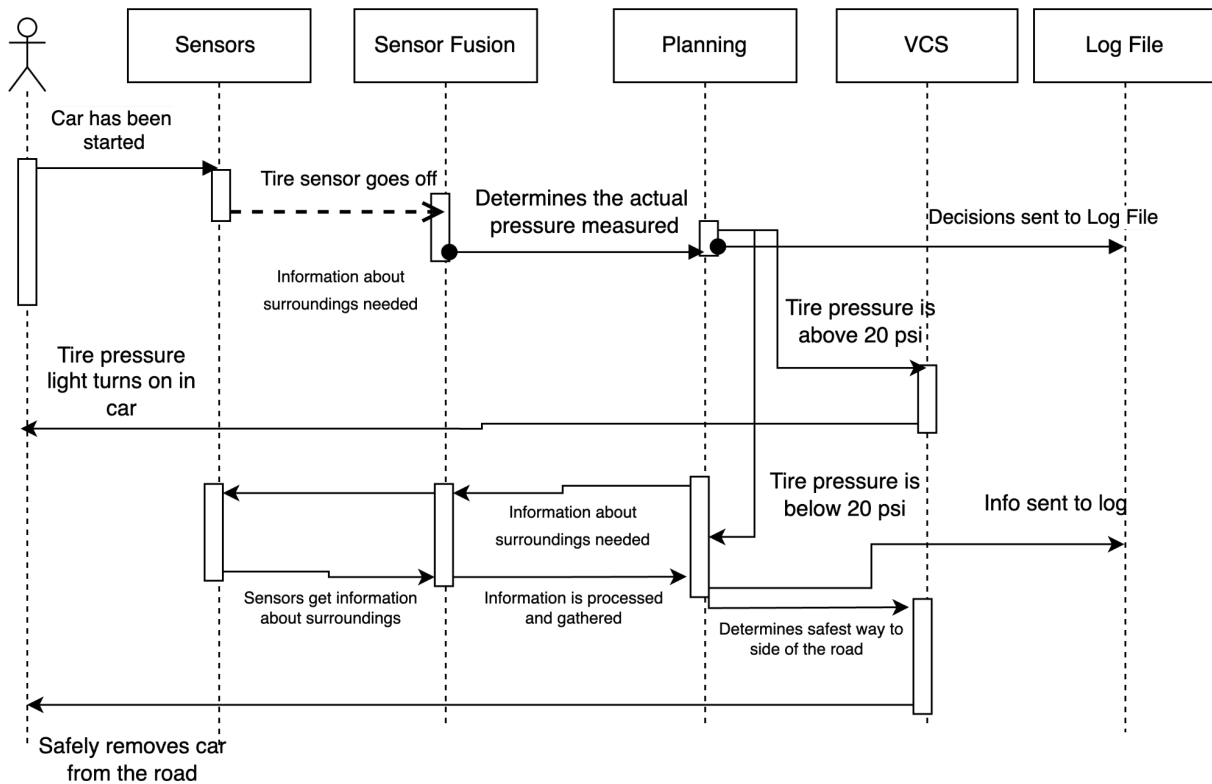 Sensors
Sensor Fusion
Planning
VCS
Log File
Car has been
started
Tire sensor goes off
Determines the actual
pressure measured
Decisions sent to Log File
Information about
surroundings needed
Tire pressure is
above 20 psi
Tire pressure
light turns on in
car
Tire pressure is
below 20 psi
Info sent to log
Information about
surroundings needed
Sensors get information
about surroundings
Information is processed
and gathered
Determines safest way to
side of the road
Safely removes car
from the road